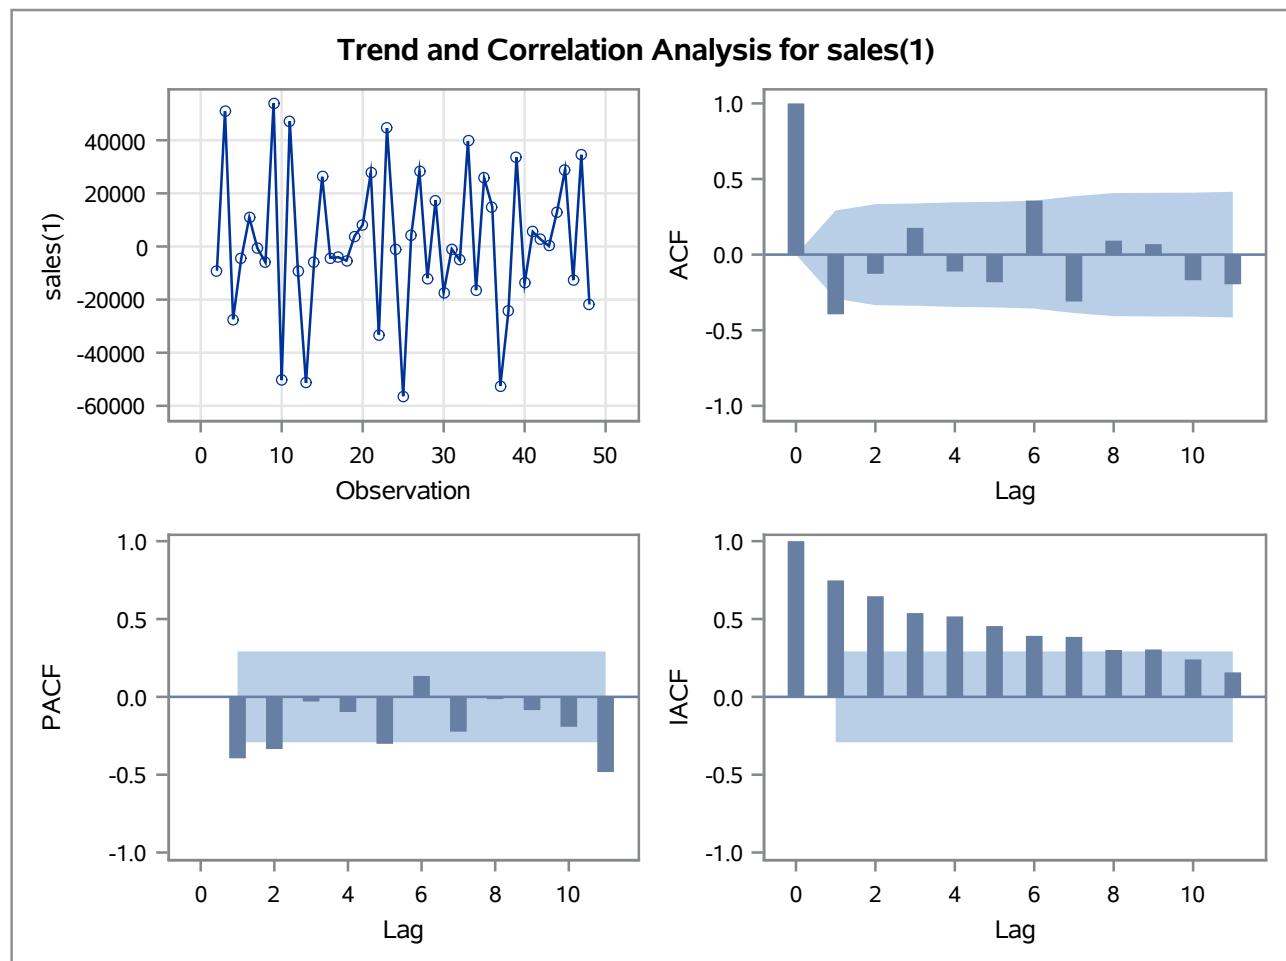 Trend and Correlation Analysis for sales(1)
sales(1)
40000
20000
0
-20000
-40000
-60000
0 10 20 30 40 50
Observation
ACF
1.0
0.5
0.0
-0.5
-1.0
0 2 4 6 8 10
Lag
PACF
1.0
0.5
0.0
-0.5
-1.0
0 2 4 6 8 10
Lag
IACF
1.0
0.5
0.0
-0.5
-1.0
0 2 4 6 8 10
Lag